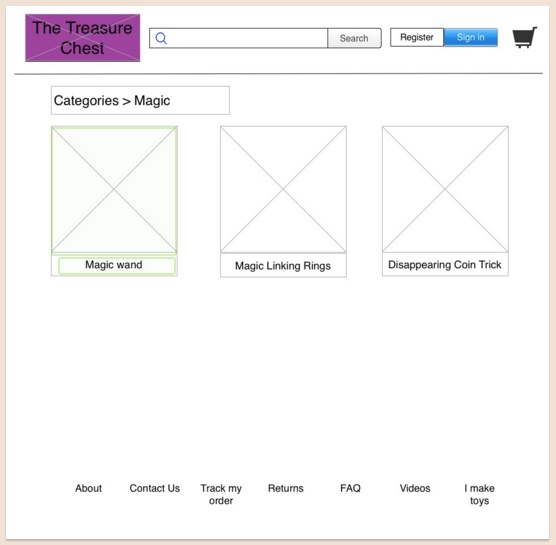 The Treasure
Chest
Search
Register
Sign in
Categories > Magic
Magic wand
Magic Linking Rings
Disappearing Coin Trick
About
Contact Us
Track my
order
Returns
FAQ
Videos
I make
toys